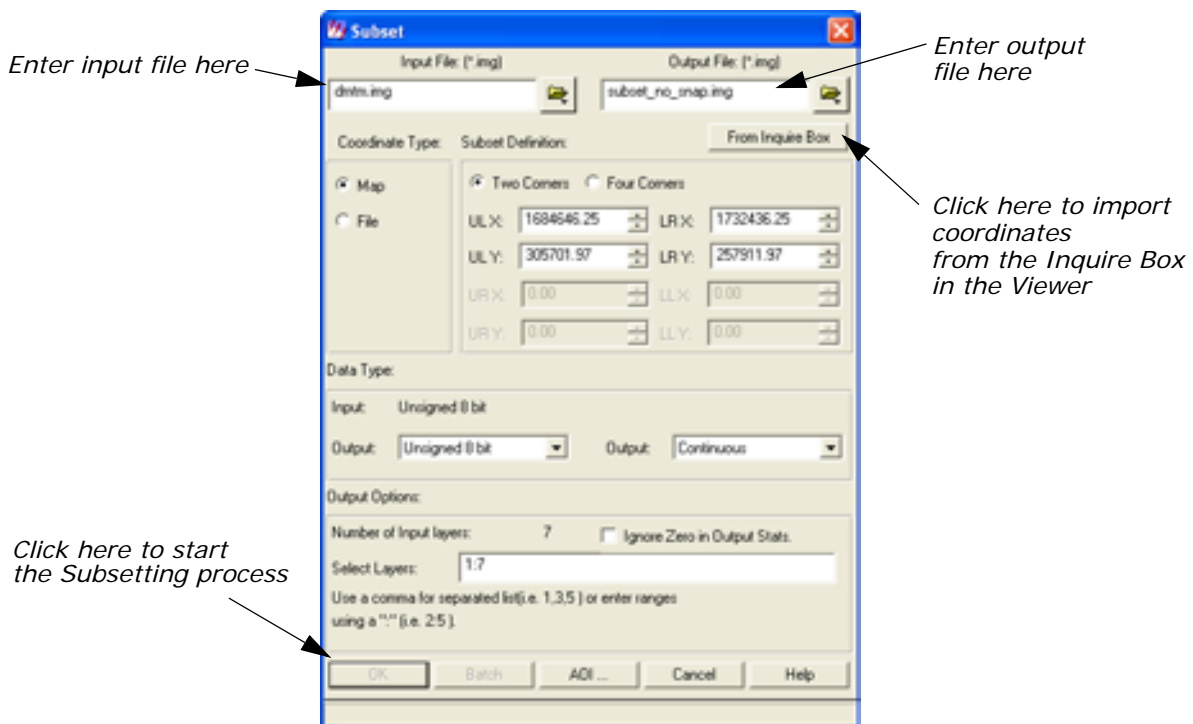 Subset
Enter input file here
Enter output
file here
Input File: (*.img)
Output File: (*.img)
dmtm.img
subset_no_snap.img
From Inquire Box
Coordinate Type:
Subset Definition:
Map
File
Two Corners
Four Corners
UL X:
1684646.25
LR X:
1732436.25
UL Y:
305701.97
LR Y:
257911.97
UR X:
0.00
LL X:
0.00
UR Y:
0.00
LL Y:
0.00
Click here to import
coordinates
from the Inquire Box
in the Viewer
Data Type:
Input:
Unsigned 8 bit
Output:
Unsigned 8 bit
Output:
Continuous
Output Options:
Number of Input layers:
7
Ignore Zero in Output Stats.
Select Layers:
1:7
Use a comma for separated list(i.e. 1,3,5 ) or enter ranges
using a ":" (i.e. 2:5 ).
Click here to start
the Subsetting process
OK
Batch
AOI ...
Cancel
Help